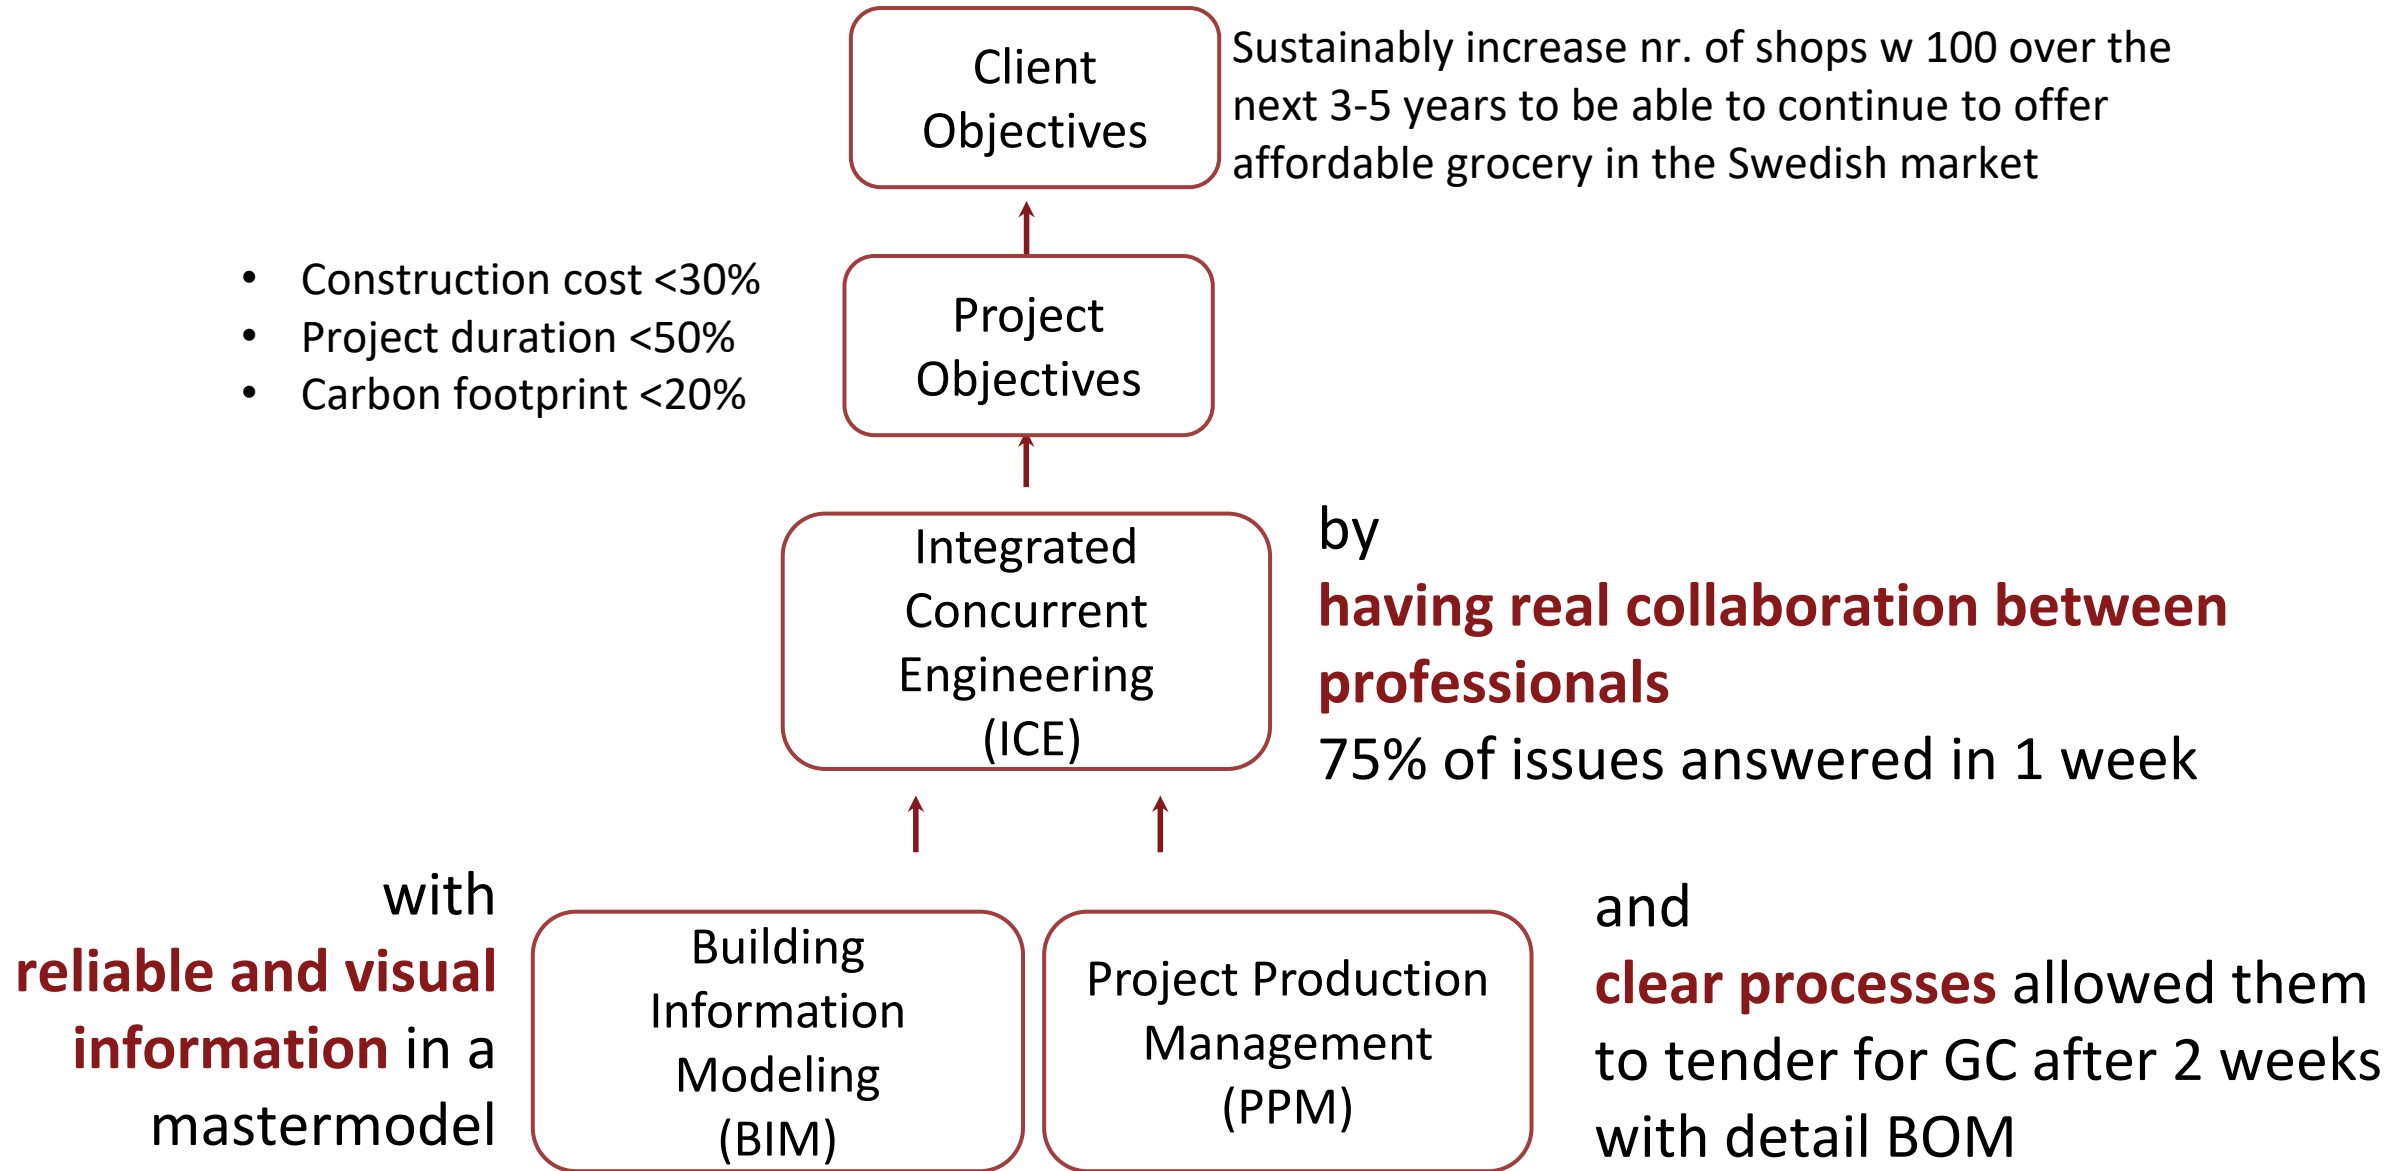 Client
Objectives
Sustainably increase nr. of shops w 100 over the
next 3-5 years to be able to continue to offer
affordable grocery in the Swedish market
• Construction cost <30%
• Project duration <50%
• Carbon footprint <20%
Project
Objectives
Integrated
Concurrent
Engineering
(ICE)
by
having real collaboration between
professionals
75% of issues answered in 1 week
with
reliable and visual
information in a
mastermodel
Building
Information
Modeling
(BIM)
Project Production
Management
(PPM)
and
clear processes allowed them
to tender for GC after 2 weeks
with detail BOM